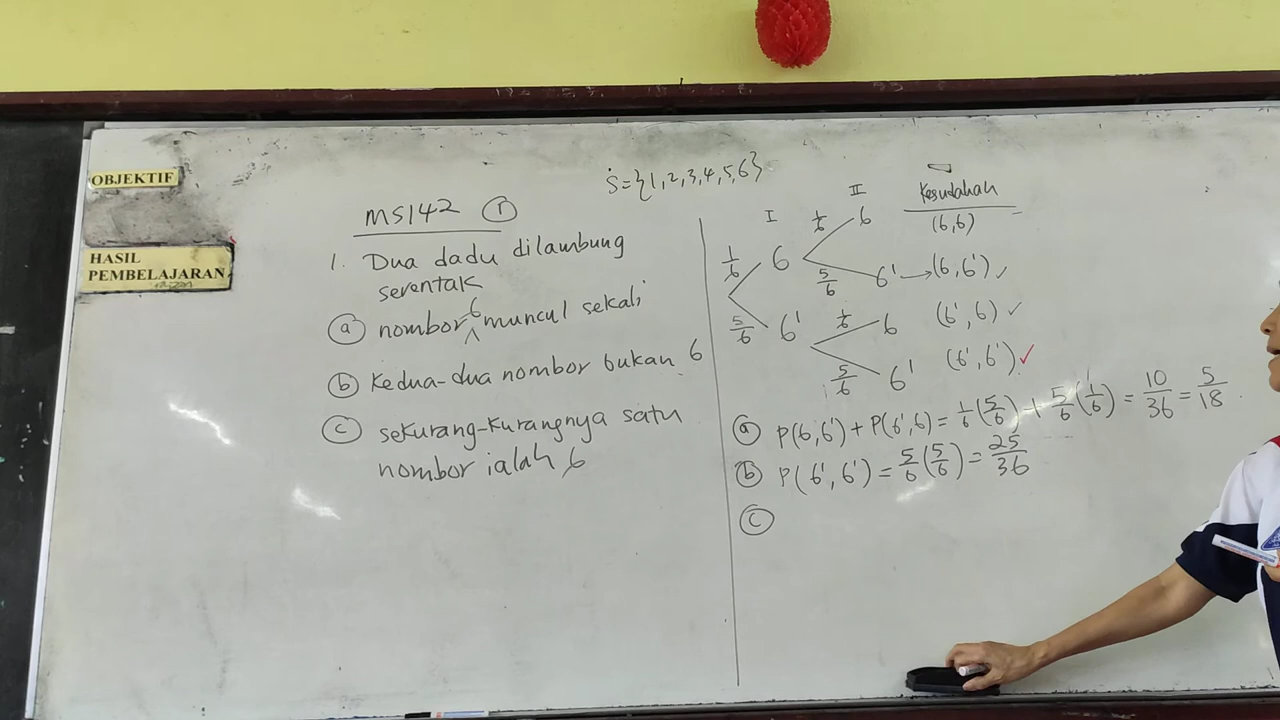 OBJEKTIF
HASIL
PEMBELAJARAN
S={1,2,3,4,5,6}
MS142 ①
1. Dua dadu dilambung
serentak
ⓐ nombor 6 muncul sekali
ⓑ Kedua-dua nombor bukan 6
ⓒ sekurang-kurangnya satu
nombor ialah 6
I II Kesudahan
1/6 6 (6,6)
1/6 6
5/6 6' → (6,6') ✓
5/6 6' 1/6 6 (6',6) ✓
5/6 6' (6',6') ✓
ⓐ P(6,6') + P(6',6) = 1/6(5/6) + 5/6(1/6) = 10/36 = 5/18
ⓑ P(6',6') = 5/6(5/6) = 25/36
ⓒ